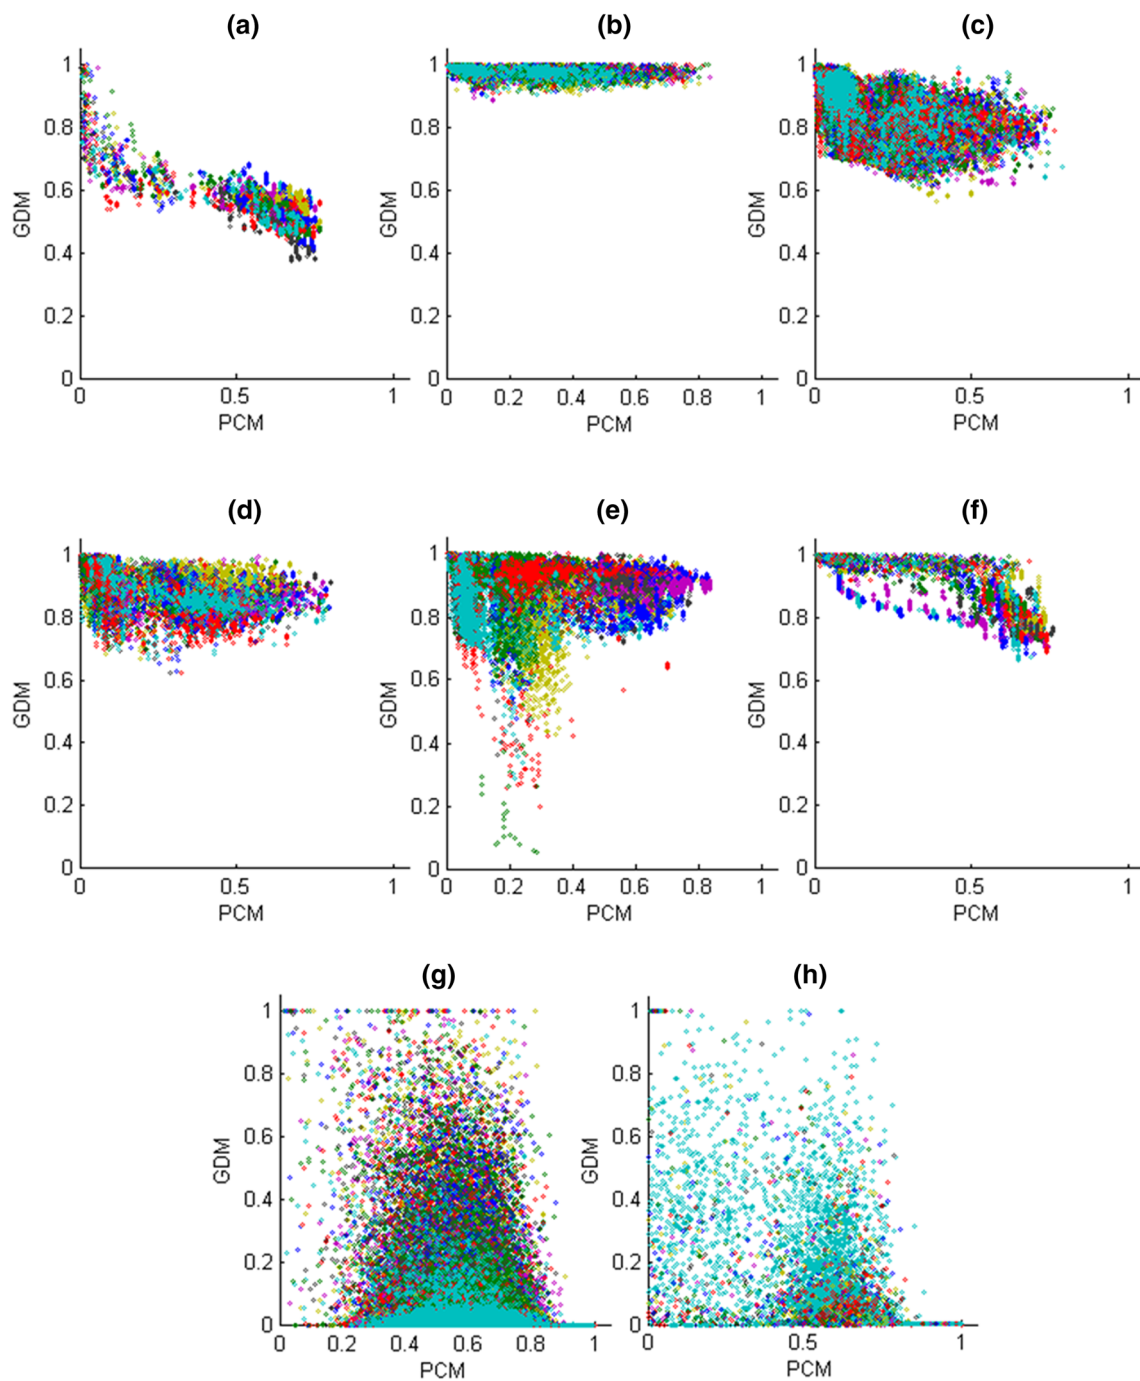 (a) (b) (c)
1 1 1
0.8 0.8 0.8
0.6 0.6 0.6
GDM GDM GDM
0.4 0.4 0.4
0.2 0.2 0.2
0 0 0
0 0.5 1 0 0.2 0.4 0.6 0.8 1 0 0.5 1
PCM PCM PCM
(d) (e) (f)
1 1 1
0.8 0.8 0.8
0.6 0.6 0.6
GDM GDM GDM
0.4 0.4 0.4
0.2 0.2 0.2
0 0 0
0 0.5 1 0 0.2 0.4 0.6 0.8 1 0 0.5 1
PCM PCM PCM
(g) (h)
1 1
0.8 0.8
0.6 0.6
GDM GDM
0.4 0.4
0.2 0.2
0 0
0 0.2 0.4 0.6 0.8 1 0 0.5 1
PCM PCM